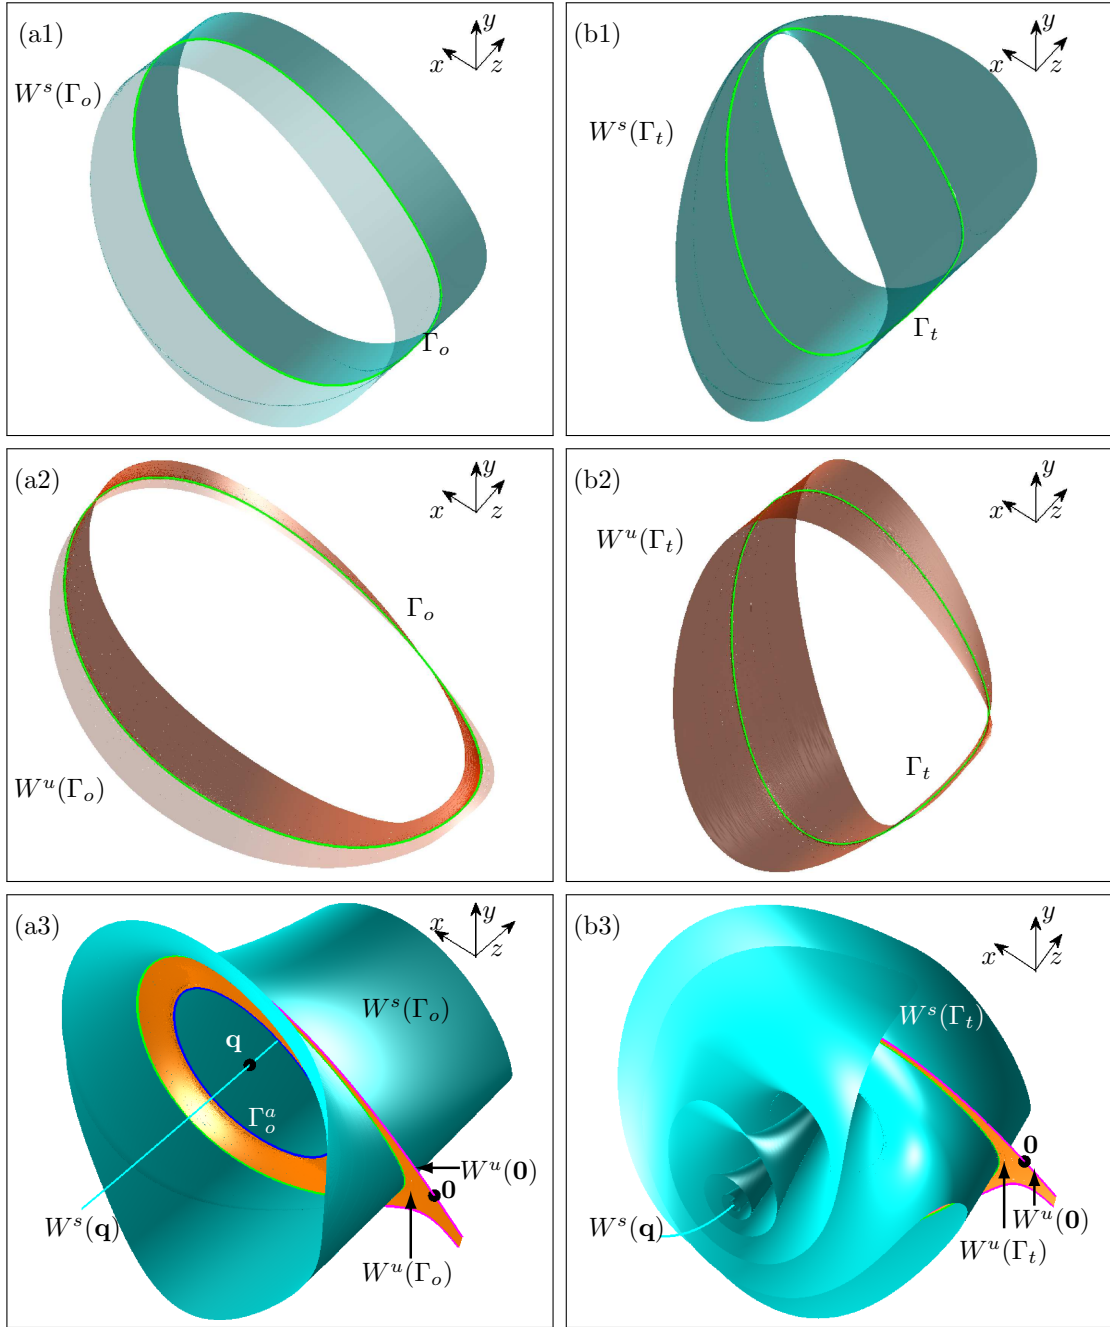 (a1)
y
x
z
W^s(Γ_o)
Γ_o
(b1)
y
x
z
W^s(Γ_t)
Γ_t
(a2)
y
x
z
Γ_o
W^u(Γ_o)
(b2)
y
x
z
W^u(Γ_t)
Γ_t
(a3)
y
x
z
W^s(Γ_o)
q
Γ_o^a
W^u(0)
0
W^s(q)
W^u(Γ_o)
(b3)
y
x
z
W^s(Γ_t)
0
W^u(0)
W^s(q)
W^u(Γ_t)